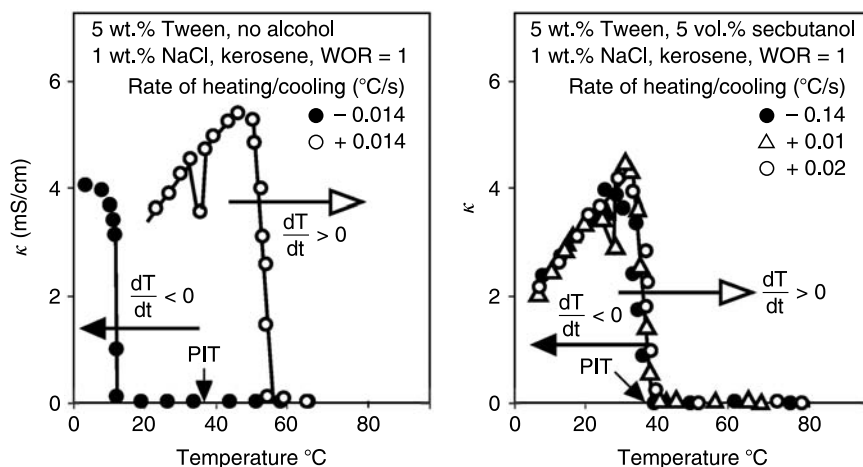 5 wt.% Tween, no alcohol
1 wt.% NaCl, kerosene, WOR = 1
Rate of heating/cooling (°C/s)
– 0.014
+ 0.014
6
4
2
0
κ (mS/cm)
dT/dt > 0
dT/dt < 0
PIT
0 20 40 60 80
Temperature °C
5 wt.% Tween, 5 vol.% secbutanol
1 wt.% NaCl, kerosene, WOR = 1
Rate of heating/cooling (°C/s)
– 0.14
+ 0.01
+ 0.02
6
4
2
0
κ
dT/dt > 0
dT/dt < 0
PIT
0 20 40 60 80
Temperature °C